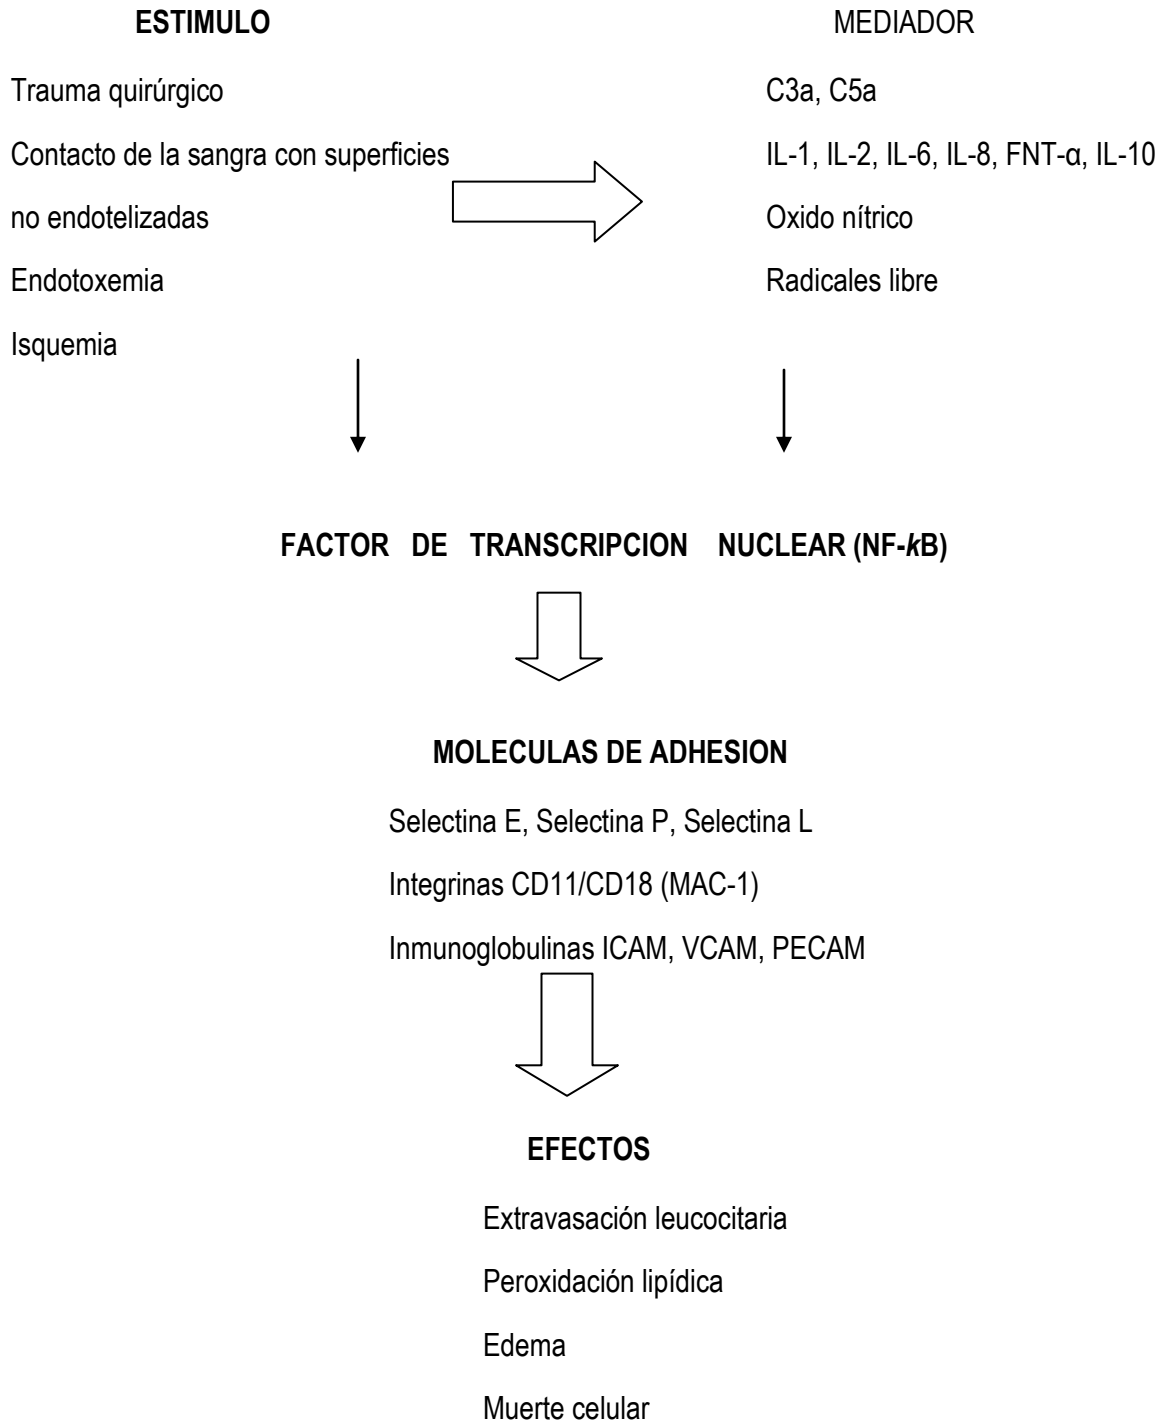 ESTIMULO
MEDIADOR
Trauma quirúrgico
C3a, C5a
Contacto de la sangra con superficies
IL-1, IL-2, IL-6, IL-8, FNT-α, IL-10
no endotelizadas
Oxido nítrico
Endotoxemia
Radicales libre
Isquemia
FACTOR DE TRANSCRIPCION NUCLEAR (NF-kB)
MOLECULAS DE ADHESION
Selectina E, Selectina P, Selectina L
Integrinas CD11/CD18 (MAC-1)
Inmunoglobulinas ICAM, VCAM, PECAM
EFECTOS
Extravasación leucocitaria
Peroxidación lipídica
Edema
Muerte celular